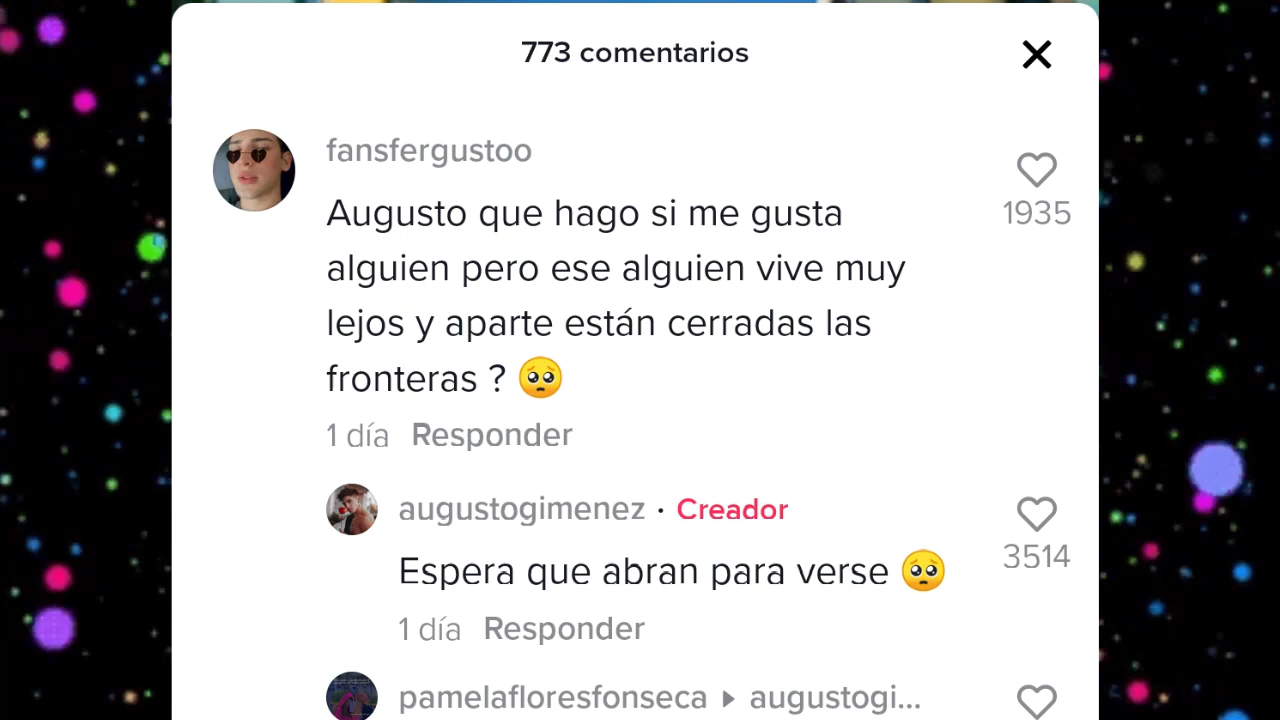 773 comentarios
fansfergustoo
1935
Augusto que hago si me gusta
alguien pero ese alguien vive muy
lejos y aparte están cerradas las
fronteras ? 🥺
1 día Responder
augustogimenez · Creador
3514
Espera que abran para verse 🥺
1 día Responder
pamelafloresfonseca ▸ augustogi...